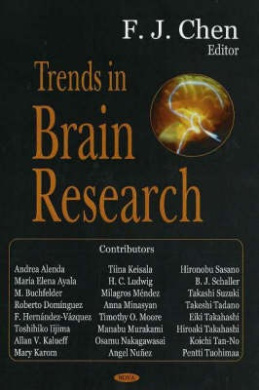 F. J. Chen
Editor
Trends in
Brain
Research
Contributors
Andrea Alenda
María Elena Ayala
M. Buchfelder
Roberto Domínguez
F. Hernández-Vázquez
Toshihiko Iijima
Allan V. Kalueff
Mary Karom
Tiina Keisala
H. C. Ludwig
Milagros Méndez
Anna Minasyan
Timothy O. Moore
Manabu Murakami
Osamu Nakagawasai
Angel Nuñez
Hironobu Sasano
B. J. Schaller
Takashi Suzuki
Takeshi Tadano
Eiki Takahashi
Hiroaki Takahashi
Koichi Tan-No
Pentti Tuohimaa